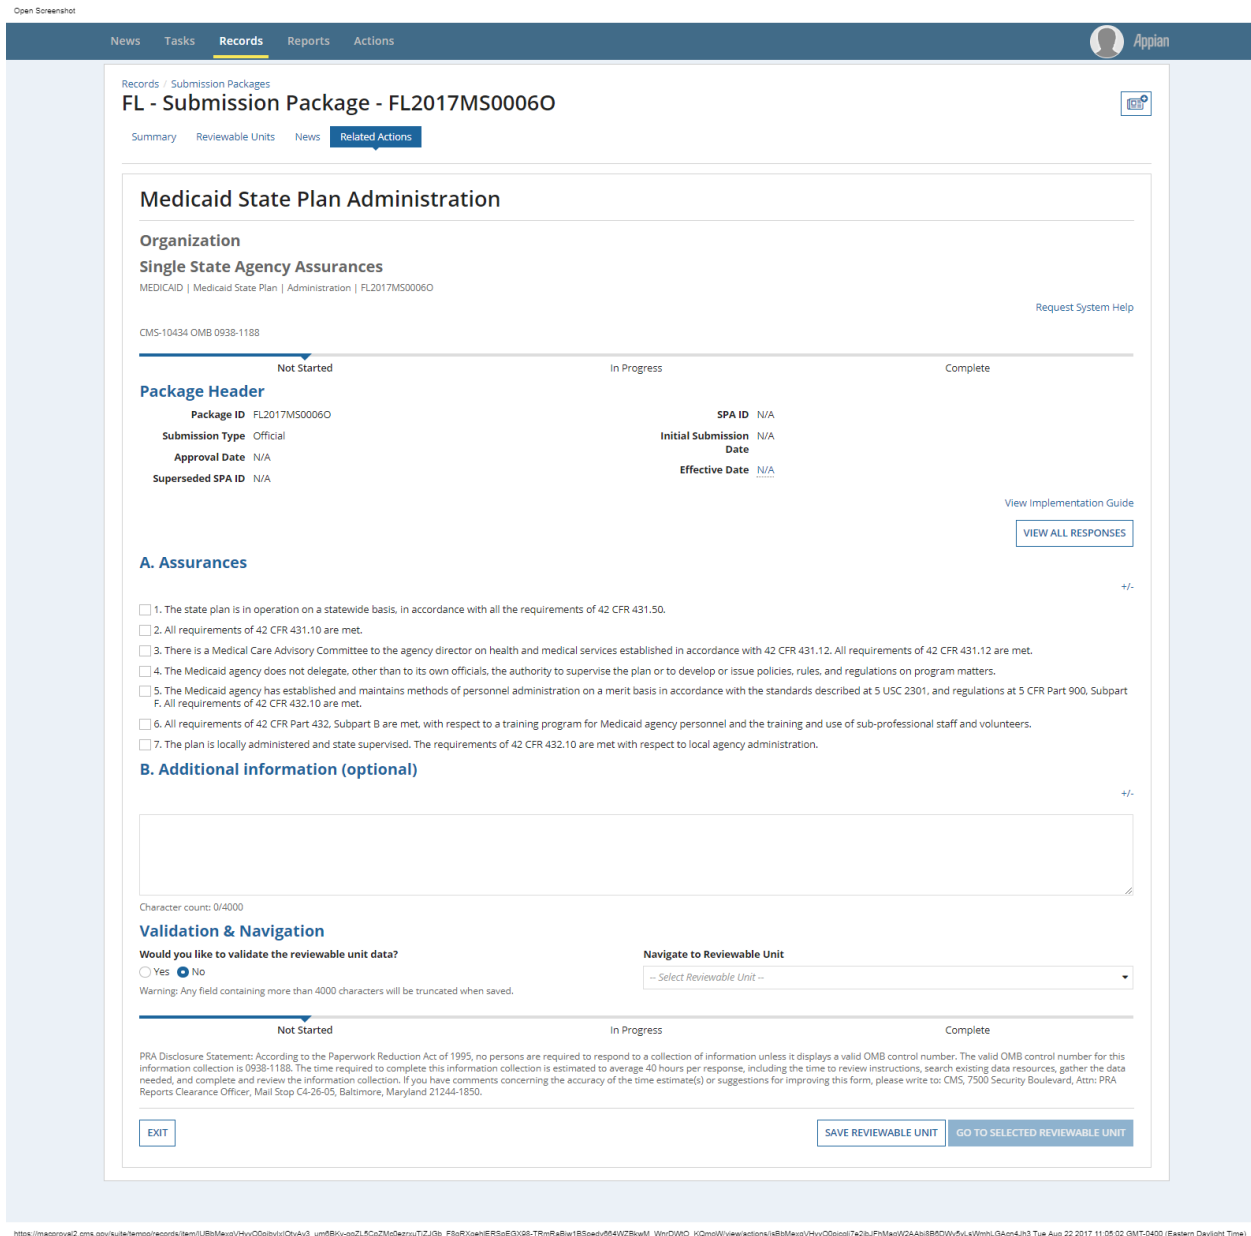 Open Screenshot
News Tasks Records Reports Actions Appian
Records / Submission Packages
FL - Submission Package - FL2017MS0006O
Summary Reviewable Units News Related Actions
Medicaid State Plan Administration
Organization
Single State Agency Assurances
MEDICAID | Medicaid State Plan | Administration | FL2017MS0006O
Request System Help
CMS-10434 OMB 0938-1188
Not Started In Progress Complete
Package Header
Package ID FL2017MS0006O SPA ID N/A
Submission Type Official Initial Submission N/A
Date
Approval Date N/A
Effective Date N/A
Superseded SPA ID N/A
View Implementation Guide
VIEW ALL RESPONSES
A. Assurances
+/-
1. The state plan is in operation on a statewide basis, in accordance with all the requirements of 42 CFR 431.50.
2. All requirements of 42 CFR 431.10 are met.
3. There is a Medical Care Advisory Committee to the agency director on health and medical services established in accordance with 42 CFR 431.12. All requirements of 42 CFR 431.12 are met.
4. The Medicaid agency does not delegate, other than to its own officials, the authority to supervise the plan or to develop or issue policies, rules, and regulations on program matters.
5. The Medicaid agency has established and maintains methods of personnel administration on a merit basis in accordance with the standards described at 5 USC 2301, and regulations at 5 CFR Part 900, Subpart
F. All requirements of 42 CFR 432.10 are met.
6. All requirements of 42 CFR Part 432, Subpart B are met, with respect to a training program for Medicaid agency personnel and the training and use of sub-professional staff and volunteers.
7. The plan is locally administered and state supervised. The requirements of 42 CFR 432.10 are met with respect to local agency administration.
B. Additional information (optional)
+/-
Character count: 0/4000
Validation & Navigation
Would you like to validate the reviewable unit data? Navigate to Reviewable Unit
Yes No
-- Select Reviewable Unit --
Warning: Any field containing more than 4000 characters will be truncated when saved.
Not Started In Progress Complete
PRA Disclosure Statement: According to the Paperwork Reduction Act of 1995, no persons are required to respond to a collection of information unless it displays a valid OMB control number. The valid OMB control number for this
information collection is 0938-1188. The time required to complete this information collection is estimated to average 40 hours per response, including the time to review instructions, search existing data resources, gather the data
needed, and complete and review the information collection. If you have comments concerning the accuracy of the time estimate(s) or suggestions for improving this form, please write to: CMS, 7500 Security Boulevard, Attn: PRA
Reports Clearance Officer, Mail Stop C4-26-05, Baltimore, Maryland 21244-1850.
EXIT SAVE REVIEWABLE UNIT GO TO SELECTED REVIEWABLE UNIT
Tue Aug 22 2017 11:05:02 GMT-0400 (Eastern Daylight Time)